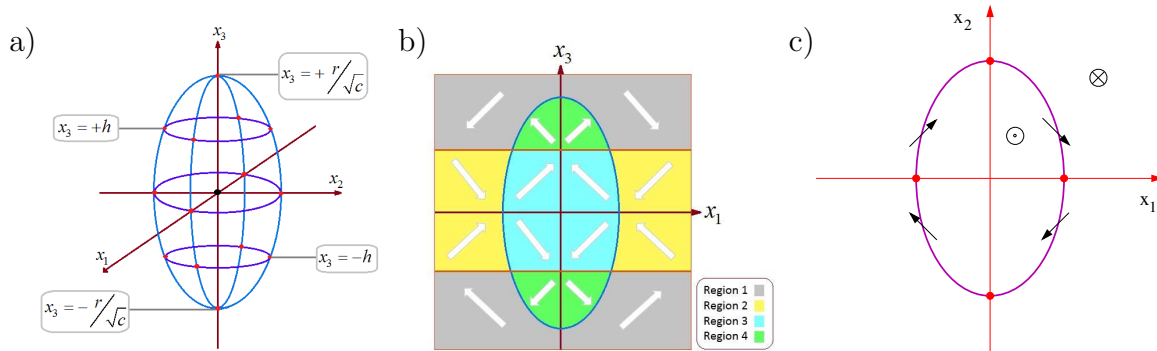 a)
x₃
x₃ = + r/√c
x₃ = +h
x₂
x₁
x₃ = −h
x₃ = − r/√c
b)
x₃
x₁
Region 1
Region 2
Region 3
Region 4
c)
x₂
x₁